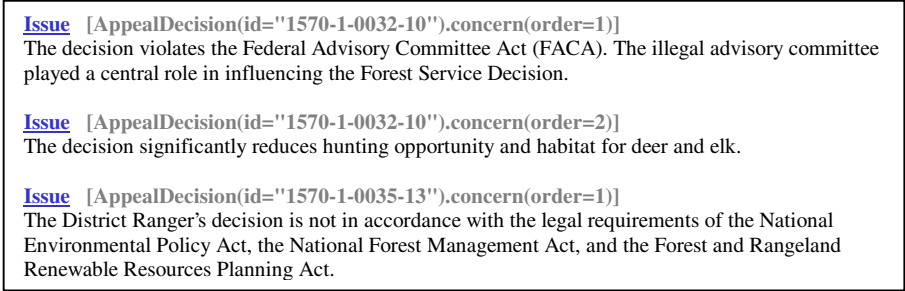 Issue [AppealDecision(id="1570-1-0032-10").concern(order=1)]
The decision violates the Federal Advisory Committee Act (FACA). The illegal advisory committee
played a central role in influencing the Forest Service Decision.
Issue [AppealDecision(id="1570-1-0032-10").concern(order=2)]
The decision significantly reduces hunting opportunity and habitat for deer and elk.
Issue [AppealDecision(id="1570-1-0035-13").concern(order=1)]
The District Ranger's decision is not in accordance with the legal requirements of the National
Environmental Policy Act, the National Forest Management Act, and the Forest and Rangeland
Renewable Resources Planning Act.